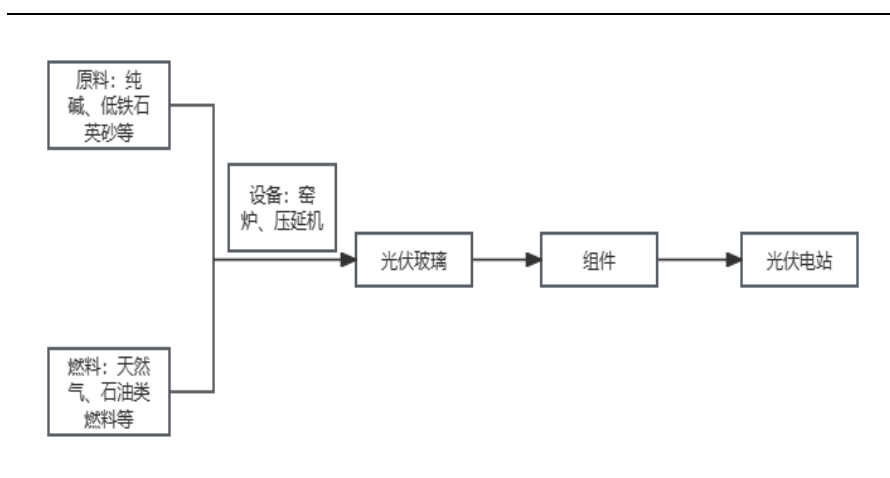 原料：纯
碱、低铁石
英砂等
设备：窑
炉、压延机
光伏玻璃
组件
光伏电站
燃料：天然
气、石油类
燃料等